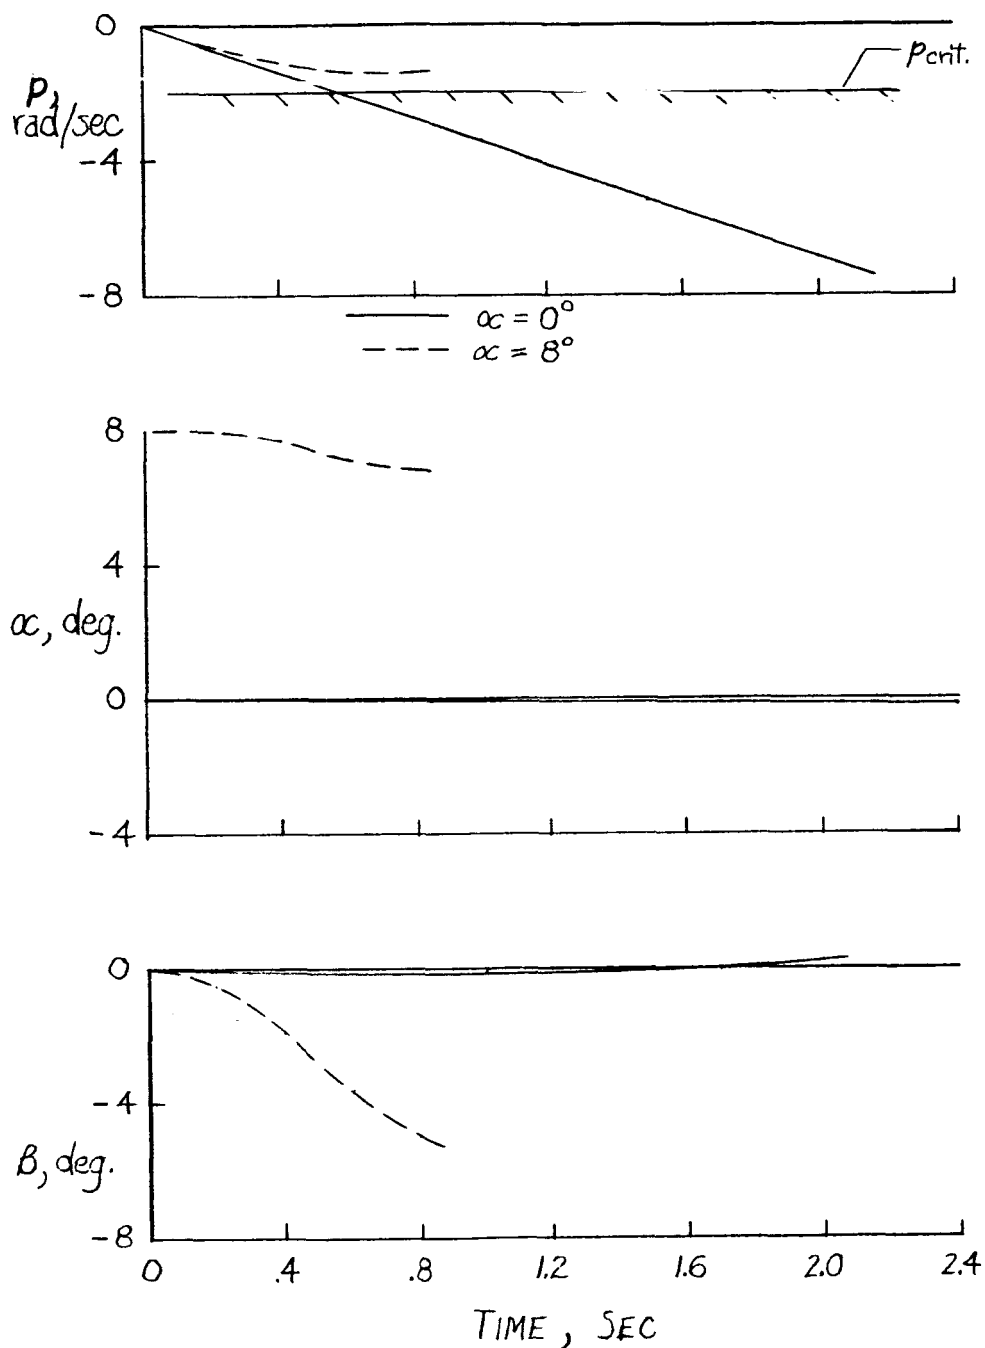 0
Pcrit.
p,
rad/sec
-4
-8
α = 0°
α = 8°
8
4
α, deg.
0
-4
0
-4
β, deg.
-8
0 .4 .8 1.2 1.6 2.0 2.4
TIME, SEC